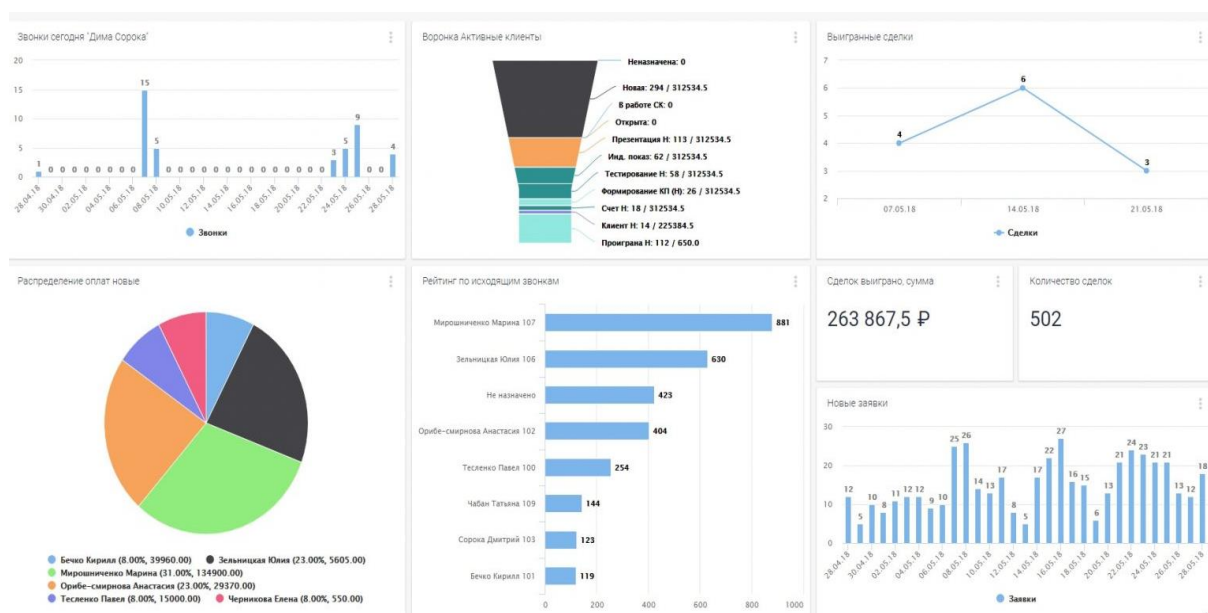 Звонки сегодня "Дима Сорока"
20
15
10
5
0
1 0 0 0 0 0 0 0 0 15 5 0 0 0 0 0 0 0 0 0 0 0 0 0 0 3 5 9 0 0 4
28.04.18 30.04.18 02.05.18 04.05.18 06.05.18 08.05.18 10.05.18 12.05.18 14.05.18 16.05.18 18.05.18 20.05.18 22.05.18 24.05.18 26.05.18 28.05.18
Звонки
Воронка Активные клиенты
Неназначена: 0
Новая: 294 / 312534.5
В работе СК: 0
Открыта: 0
Презентация Н: 113 / 312534.5
Инд. показ: 62 / 312534.5
Тестирование Н: 58 / 312534.5
Формирование КП (Н): 26 / 312534.5
Счет Н: 18 / 312534.5
Клиент Н: 14 / 225384.5
Проиграна Н: 112 / 650.0
Выигранные сделки
7
6
5
4
3
2
4 6 3
07.05.18 14.05.18 21.05.18
Сделки
Распределение оплат новые
Бечко Кирилл (8.00%, 39960.00) Зельницкая Юлия (23.00%, 5605.00)
Мирошниченко Марина (31.00%, 134900.00)
Орибе-смирнова Анастасия (23.00%, 29370.00)
Тесленко Павел (8.00%, 15000.00) Черникова Елена (8.00%, 550.00)
Рейтинг по исходящим звонкам
Мирошниченко Марина 107 881
Зельницкая Юлия 106 630
Не назначено 423
Орибе-смирнова Анастасия 102 404
Тесленко Павел 100 254
Чабан Татьяна 109 144
Сорока Дмитрий 103 123
Бечко Кирилл 101 119
0 200 400 600 800 1000
Сделок выиграно, сумма
263 867,5 ₽
Количество сделок
502
Новые заявки
30
20
10
0
12 5 10 8 11 12 12 9 10 25 26 14 13 17 8 5 17 22 27 16 15 6 13 21 24 23 21 21 13 12 18
28.04.18 30.04.18 02.05.18 04.05.18 06.05.18 08.05.18 10.05.18 12.05.18 14.05.18 16.05.18 18.05.18 20.05.18 22.05.18 24.05.18 26.05.18 28.05.18
Заявки